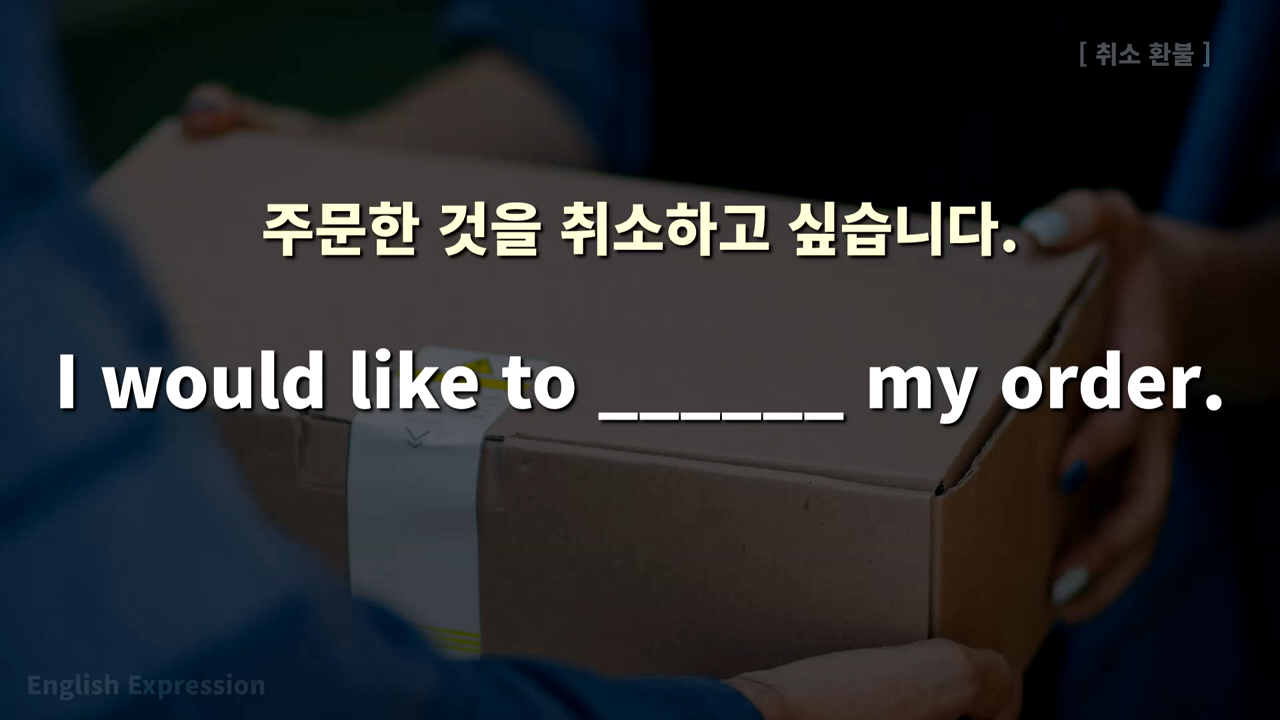 [ 취소 환불 ]
주문한 것을 취소하고 싶습니다.
I would like to ______ my order.
English Expression